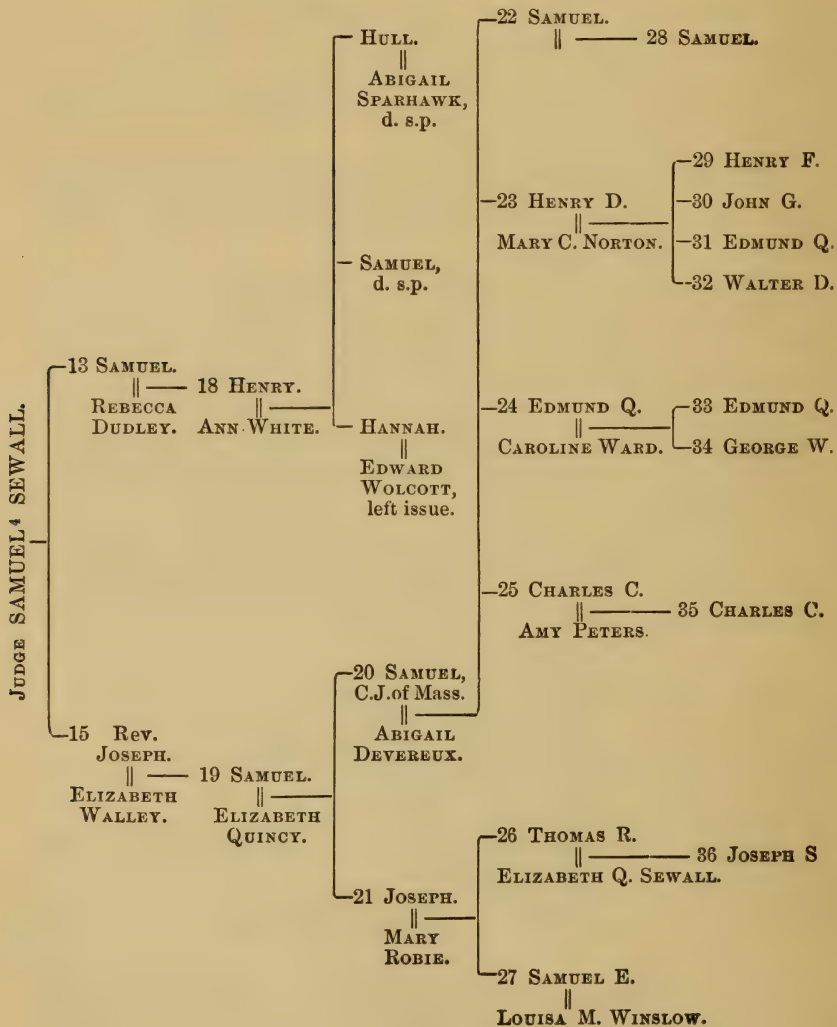 JUDGE SAMUEL⁴ SEWALL.
13 SAMUEL.
||
REBECCA
DUDLEY.
18 HENRY.
||
ANN WHITE.
HULL.
||
ABIGAIL
SPARHAWK,
d. s.p.
SAMUEL,
d. s.p.
HANNAH.
||
EDWARD
WOLCOTT,
left issue.
15 Rev.
JOSEPH.
||
ELIZABETH
WALLEY.
19 SAMUEL.
||
ELIZABETH
QUINCY.
20 SAMUEL,
C.J. of Mass.
||
ABIGAIL
DEVEREUX.
22 SAMUEL.
||
28 SAMUEL.
23 HENRY D.
||
MARY C. NORTON.
29 HENRY F.
30 JOHN G.
31 EDMUND Q.
32 WALTER D.
24 EDMUND Q.
||
CAROLINE WARD.
33 EDMUND Q.
34 GEORGE W.
25 CHARLES C.
||
AMY PETERS.
35 CHARLES C.
21 JOSEPH.
||
MARY
ROBIE.
26 THOMAS R.
||
ELIZABETH Q. SEWALL.
36 JOSEPH S
27 SAMUEL E.
||
LOUISA M. WINSLOW.